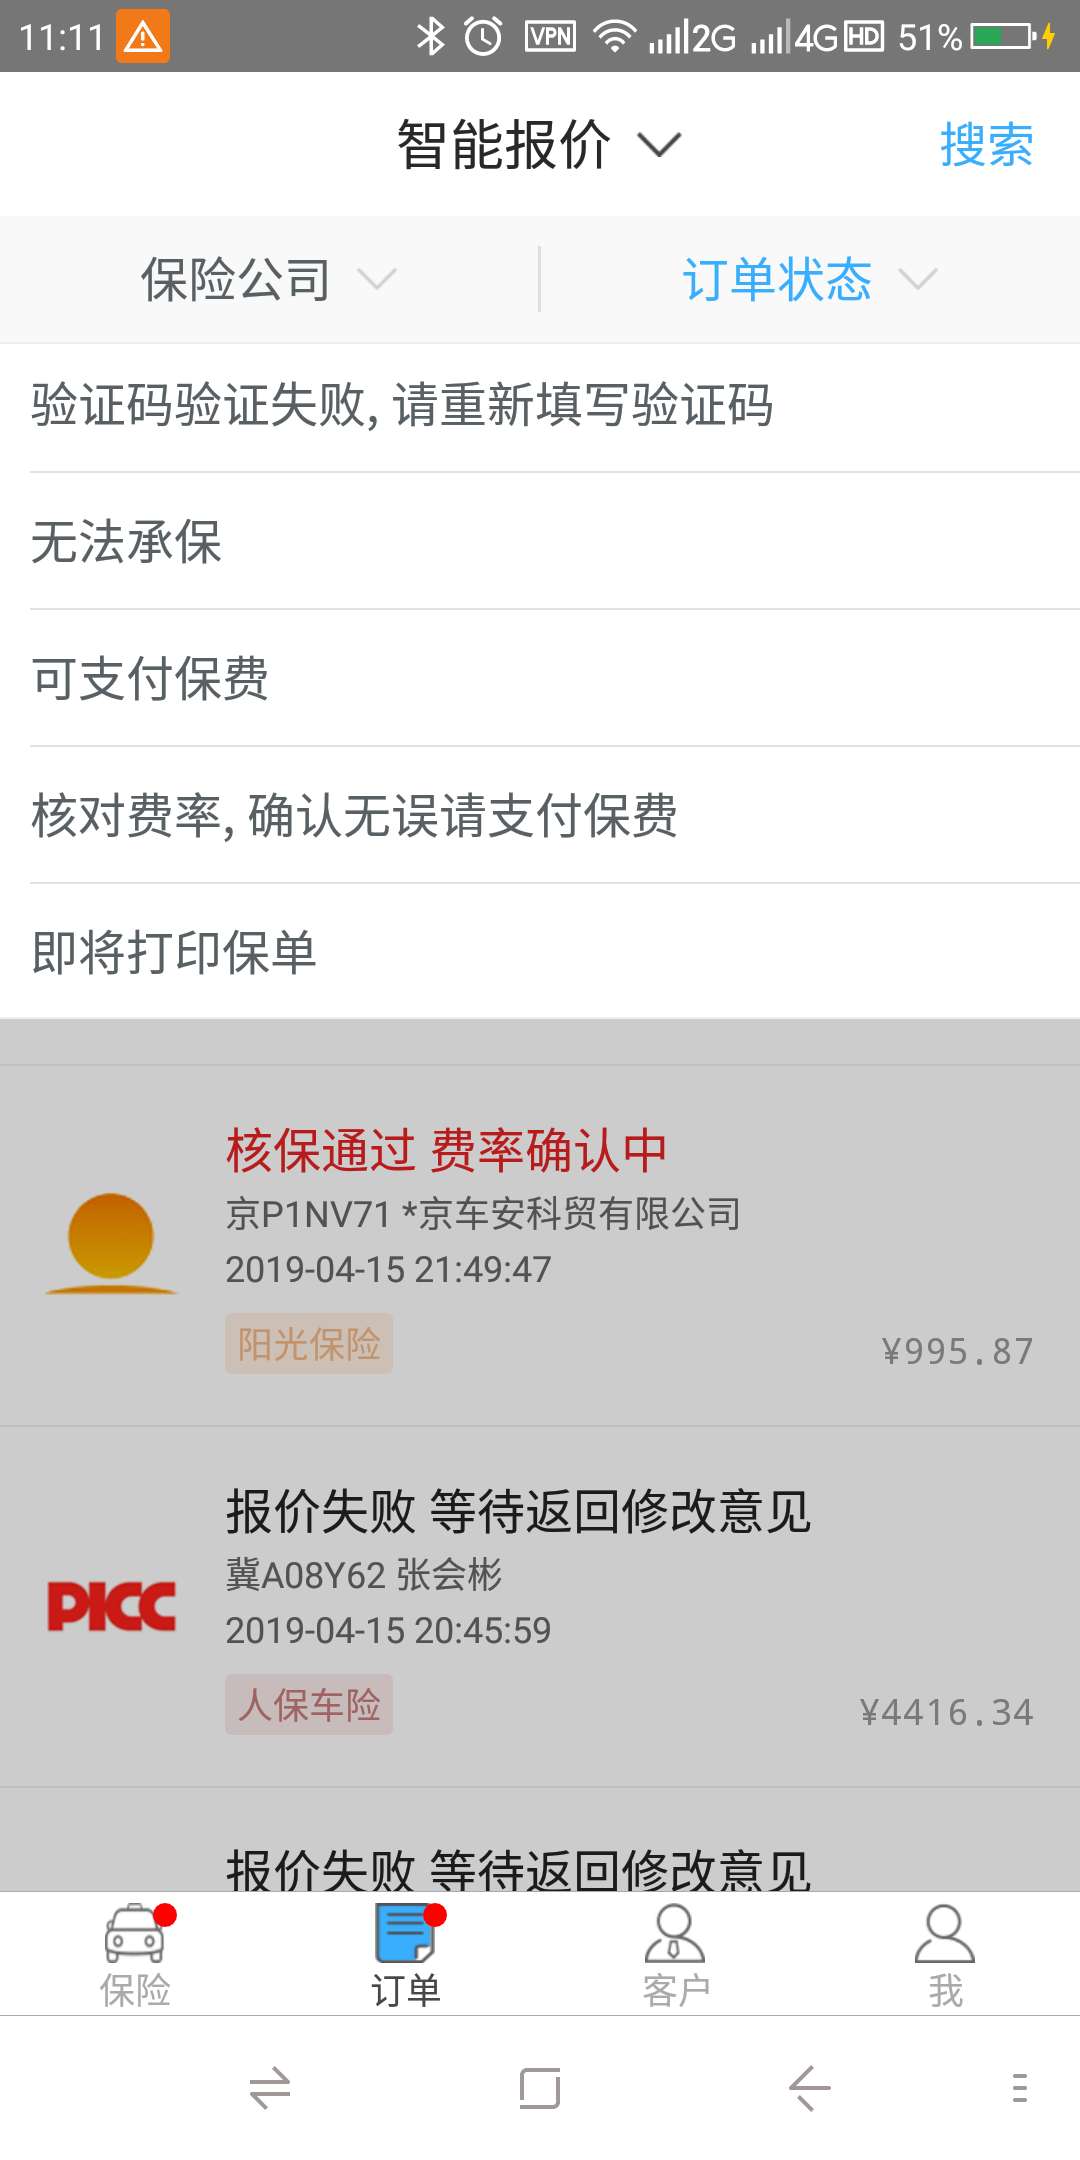 11:11 VPN 2G 4G HD 51%
智能报价 搜索
保险公司 订单状态
验证码验证失败, 请重新填写验证码
无法承保
可支付保费
核对费率, 确认无误请支付保费
即将打印保单
核保通过 费率确认中
京P1NV71 *京车安科贸有限公司
2019-04-15 21:49:47
阳光保险 ¥995.87
报价失败 等待返回修改意见
PICC
冀A08Y62 张会彬
2019-04-15 20:45:59
人保车险 ¥4416.34
报价失败 等待返回修改意见
保险 订单 客户 我